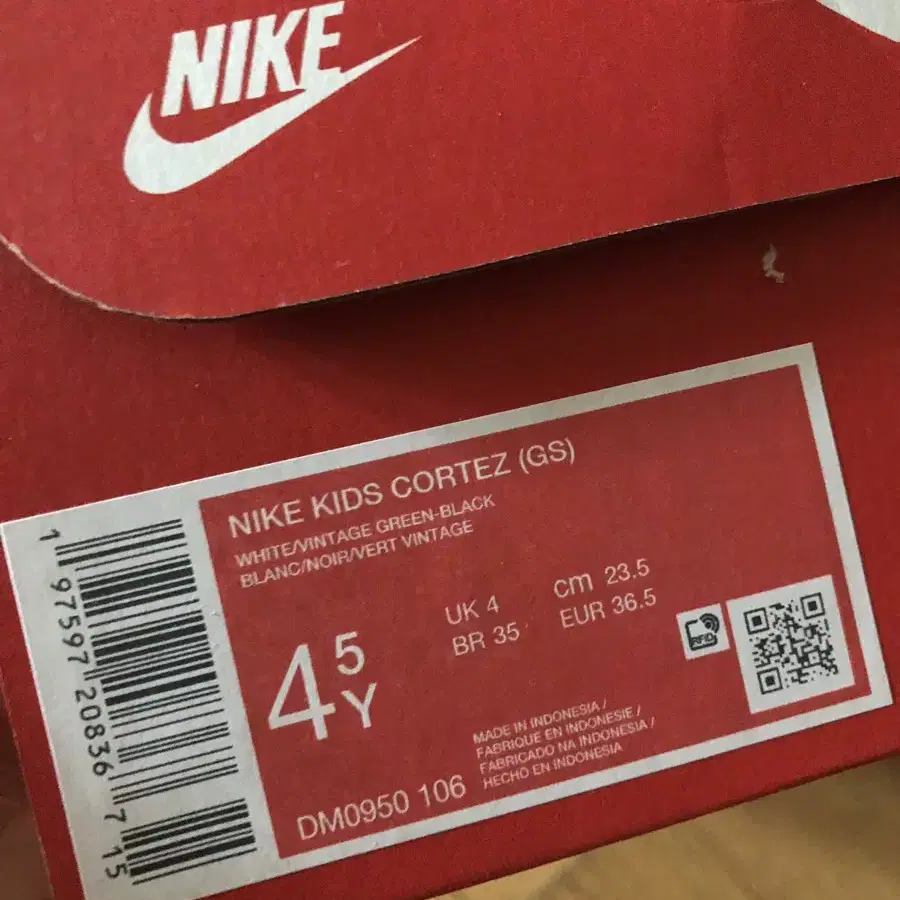 NIKE
NIKE KIDS CORTEZ (GS)
WHITE/VINTAGE GREEN-BLACK
BLANC/NOIR/VERT VINTAGE
4 5 Y
UK 4
BR 35
cm 23.5
EUR 36.5
RFID
MADE IN INDONESIA /
FABRIQUE EN INDONESIE /
FABRICADO NA INDONESIA /
HECHO EN INDONESIA
DM0950 106
1 97597 20836 7 15